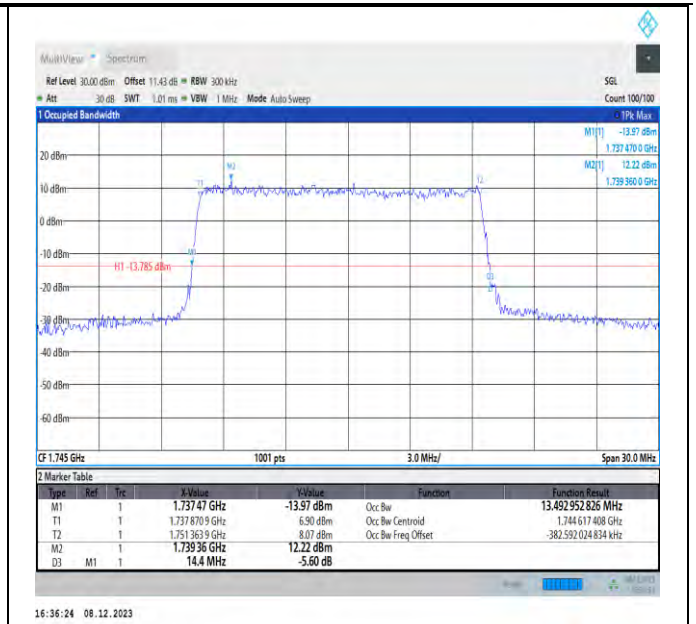 MultiView Spectrum
Ref Level 30.00 dBm Offset 11.43 dB RBW 300 kHz SGL
Att 30 dB SWT 1.01 ms VBW 1 MHz Mode Auto Sweep Count 100/100
1 Occupied Bandwidth 1Pk Max
M1[1] -13.97 dBm
1.737 470 0 GHz
20 dBm M2[1] 12.22 dBm
M2 1.739 360 0 GHz
10 dBm T1 T2
0 dBm
-10 dBm M1
H1 -13.785 dBm
-20 dBm D3
-30 dBm
-40 dBm
-50 dBm
-60 dBm
CF 1.745 GHz 1001 pts 3.0 MHz/ Span 30.0 MHz
2 Marker Table
Type Ref Trc X-Value Y-Value Function Function Result
M1 1 1.737 47 GHz -13.97 dBm Occ Bw 13.492 952 826 MHz
T1 1 1.737 870 9 GHz 6.90 dBm Occ Bw Centroid 1.744 617 408 GHz
T2 1 1.751 363 9 GHz 8.07 dBm Occ Bw Freq Offset -382.592 024 834 kHz
M2 1 1.739 36 GHz 12.22 dBm
D3 M1 1 14.4 MHz -5.60 dB
16:36:24 08.12.2023